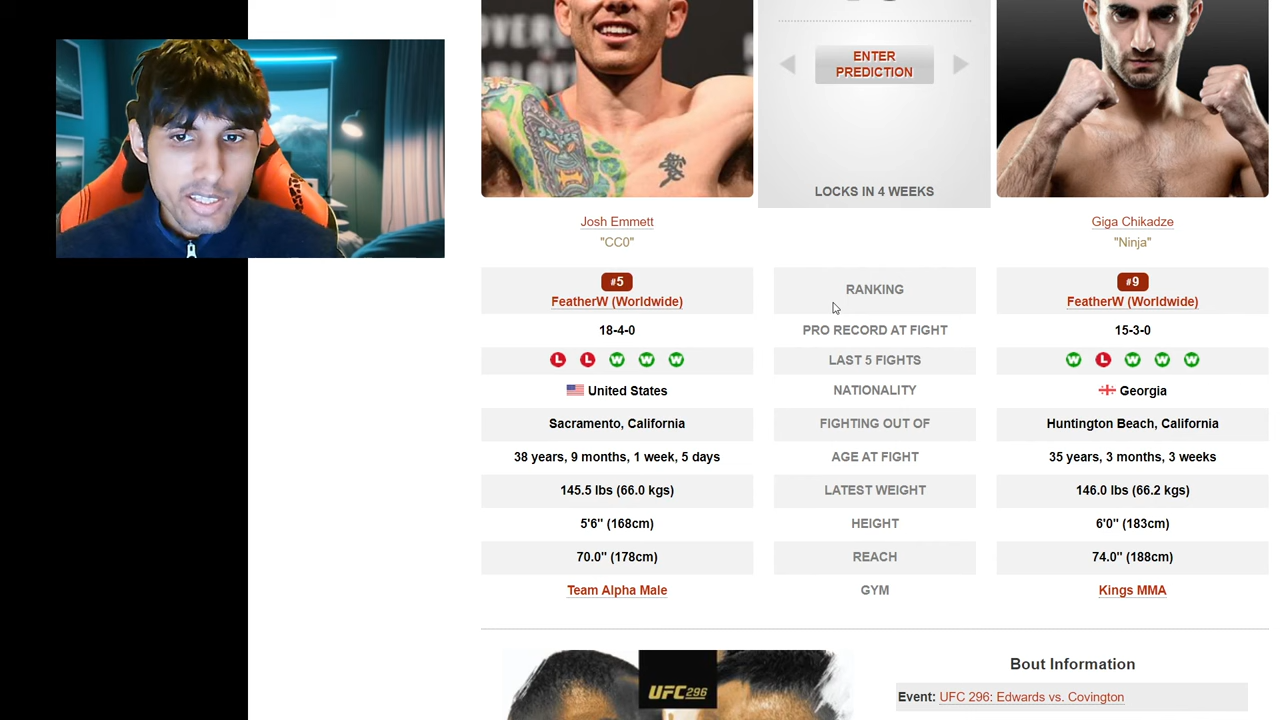 ENTER
PREDICTION
LOCKS IN 4 WEEKS
Josh Emmett
"CC0"
Giga Chikadze
"Ninja"
#5
FeatherW (Worldwide)
RANKING
#9
FeatherW (Worldwide)
18-4-0
PRO RECORD AT FIGHT
15-3-0
L L W W W
LAST 5 FIGHTS
W L W W W
United States
NATIONALITY
Georgia
Sacramento, California
FIGHTING OUT OF
Huntington Beach, California
38 years, 9 months, 1 week, 5 days
AGE AT FIGHT
35 years, 3 months, 3 weeks
145.5 lbs (66.0 kgs)
LATEST WEIGHT
146.0 lbs (66.2 kgs)
5'6" (168cm)
HEIGHT
6'0" (183cm)
70.0" (178cm)
REACH
74.0" (188cm)
Team Alpha Male
GYM
Kings MMA
UFC 296
Bout Information
Event: UFC 296: Edwards vs. Covington